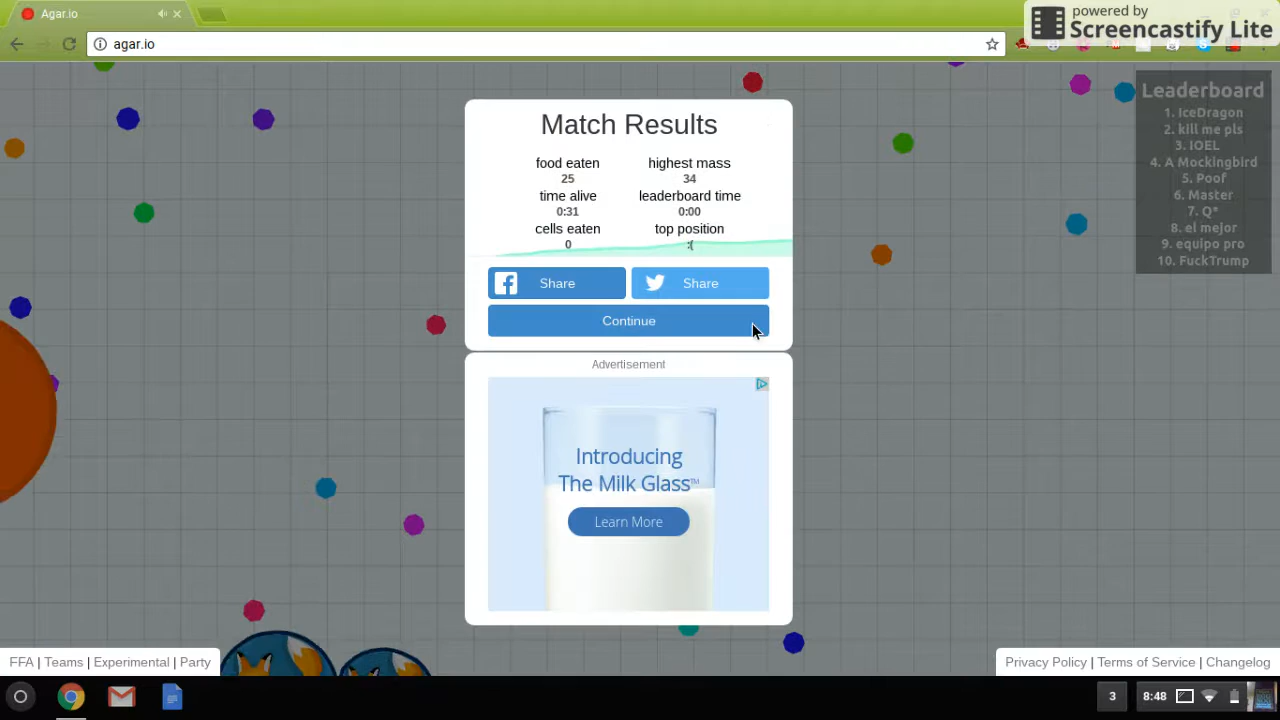 Agar.io
powered by
Screencastify Lite
agar.io
Leaderboard
1. IceDragon
2. kill me pls
3. IOEL
4. A Mockingbird
5. Poof
6. Master
7. Q*
8. el mejor
9. equipo pro
10. FuckTrump
Match Results
food eaten
25
highest mass
34
time alive
0:31
leaderboard time
0:00
cells eaten
0
top position
:(
Share
Share
Continue
Advertisement
Introducing
The Milk Glass™
Learn More
FFA | Teams | Experimental | Party
Privacy Policy | Terms of Service | Changelog
3
8:48